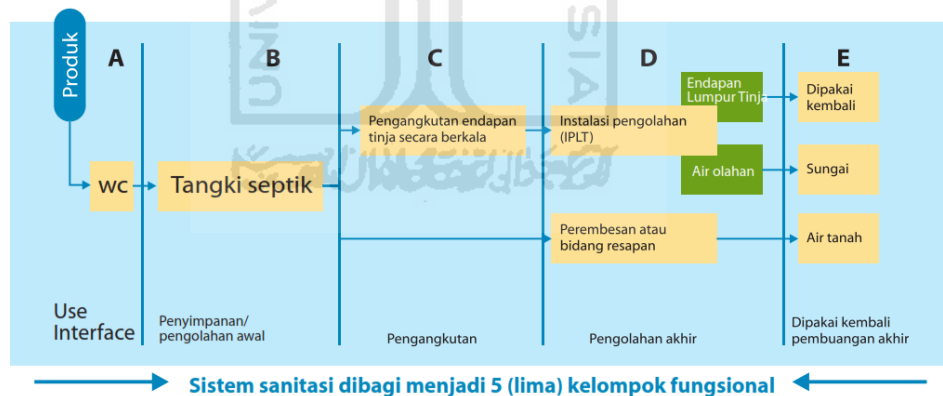 Produk
A
B
C
D
E
Endapan
Lumpur Tinja
Dipakai
kembali
Pengangkutan endapan
tinja secara berkala
Instalasi pengolahan
(IPLT)
wc
Tangki septik
Air olahan
Sungai
Perembesan atau
bidang resapan
Air tanah
Use
Interface
Penyimpanan/
pengolahan awal
Pengangkutan
Pengolahan akhir
Dipakai kembali
pembuangan akhir
Sistem sanitasi dibagi menjadi 5 (lima) kelompok fungsional